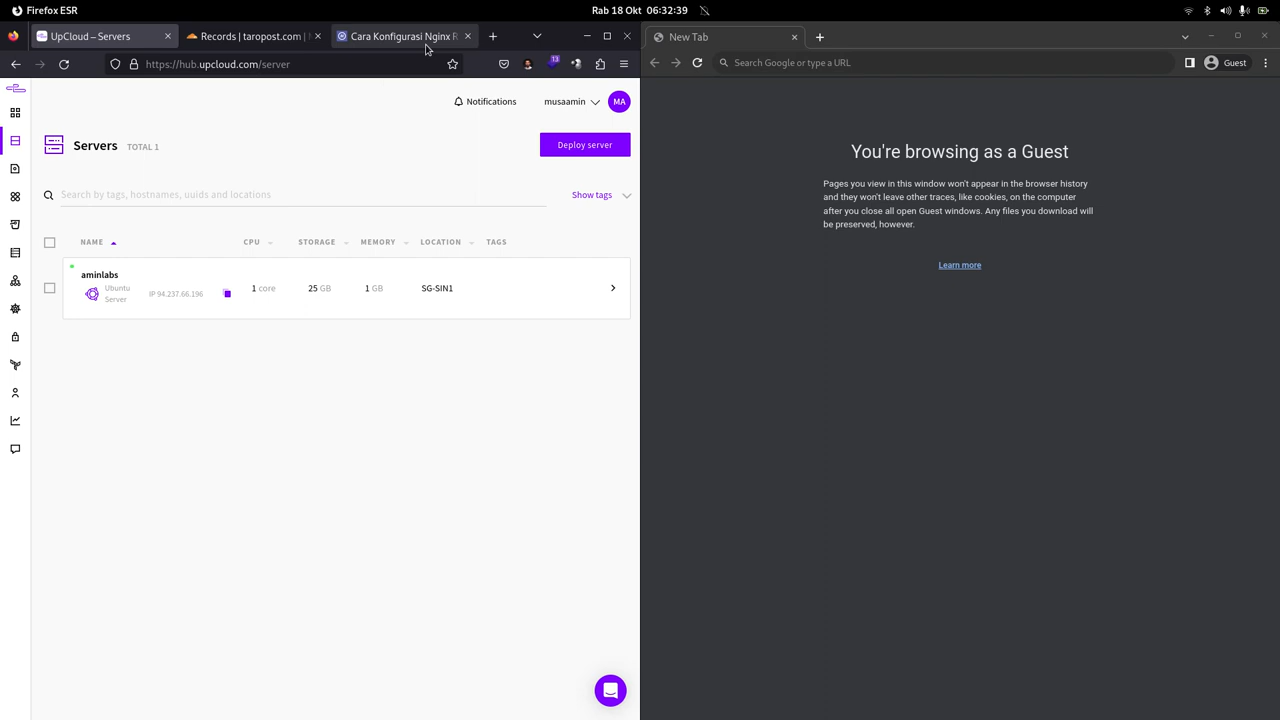 Firefox ESR
Rab 18 Okt 06:32:39
UpCloud – Servers
Records | taropost.com |
Cara Konfigurasi Nginx R
https://hub.upcloud.com/server
13
Notifications
musaamin
MA
Servers TOTAL 1
Deploy server
Search by tags, hostnames, uuids and locations
Show tags
NAME CPU STORAGE MEMORY LOCATION TAGS
aminlabs
Ubuntu
Server
IP 94.237.66.196
1 core 25 GB 1 GB SG-SIN1
New Tab
Search Google or type a URL
Guest
You're browsing as a Guest
Pages you view in this window won't appear in the browser history
and they won't leave other traces, like cookies, on the computer
after you close all open Guest windows. Any files you download will
be preserved, however.
Learn more